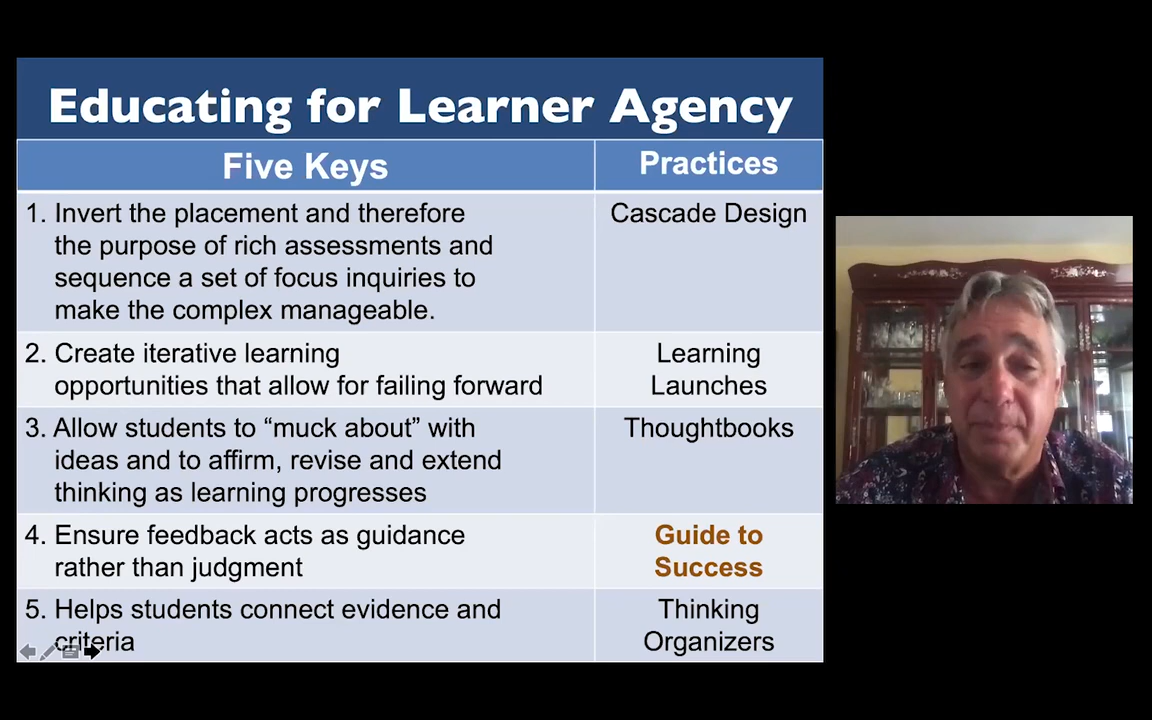 Educating for Learner Agency
Five Keys
Practices
1. Invert the placement and therefore
the purpose of rich assessments and
sequence a set of focus inquiries to
make the complex manageable.
Cascade Design
2. Create iterative learning
opportunities that allow for failing forward
Learning
Launches
3. Allow students to “muck about” with
ideas and to affirm, revise and extend
thinking as learning progresses
Thoughtbooks
4. Ensure feedback acts as guidance
rather than judgment
Guide to
Success
5. Helps students connect evidence and
criteria
Thinking
Organizers